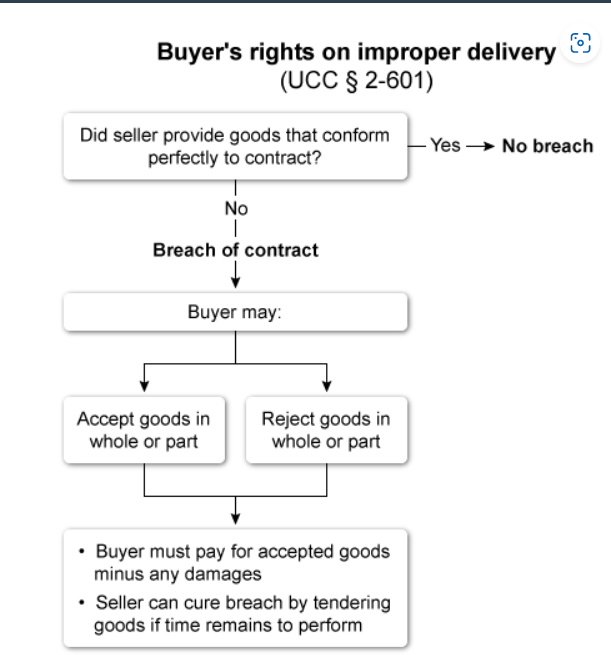 Buyer's rights on improper delivery
(UCC § 2-601)
Did seller provide goods that conform
perfectly to contract?
Yes
No breach
No
Breach of contract
Buyer may:
Accept goods in
whole or part
Reject goods in
whole or part
• Buyer must pay for accepted goods
minus any damages
• Seller can cure breach by tendering
goods if time remains to perform